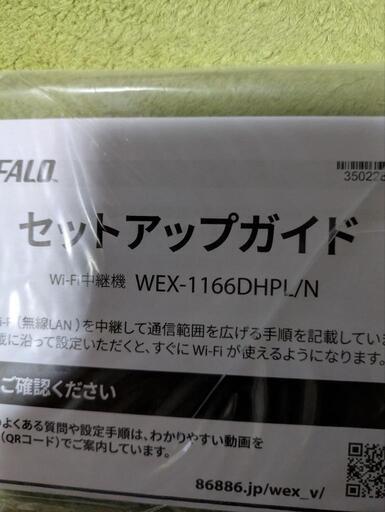 FALO
350228
セットアップガイド
Wi-Fi中継機 WEX-1166DHPL/N
i-Fi（無線LAN）を中継して通信範囲を広げる手順を記載してい
載に沿って設定いただくと、すぐに Wi-Fi が使えるようになります。
ご確認ください
のよくある質問や設定手順は、わかりやすい動画を
（QRコード）でご案内しています。
86886.jp/wex_v/